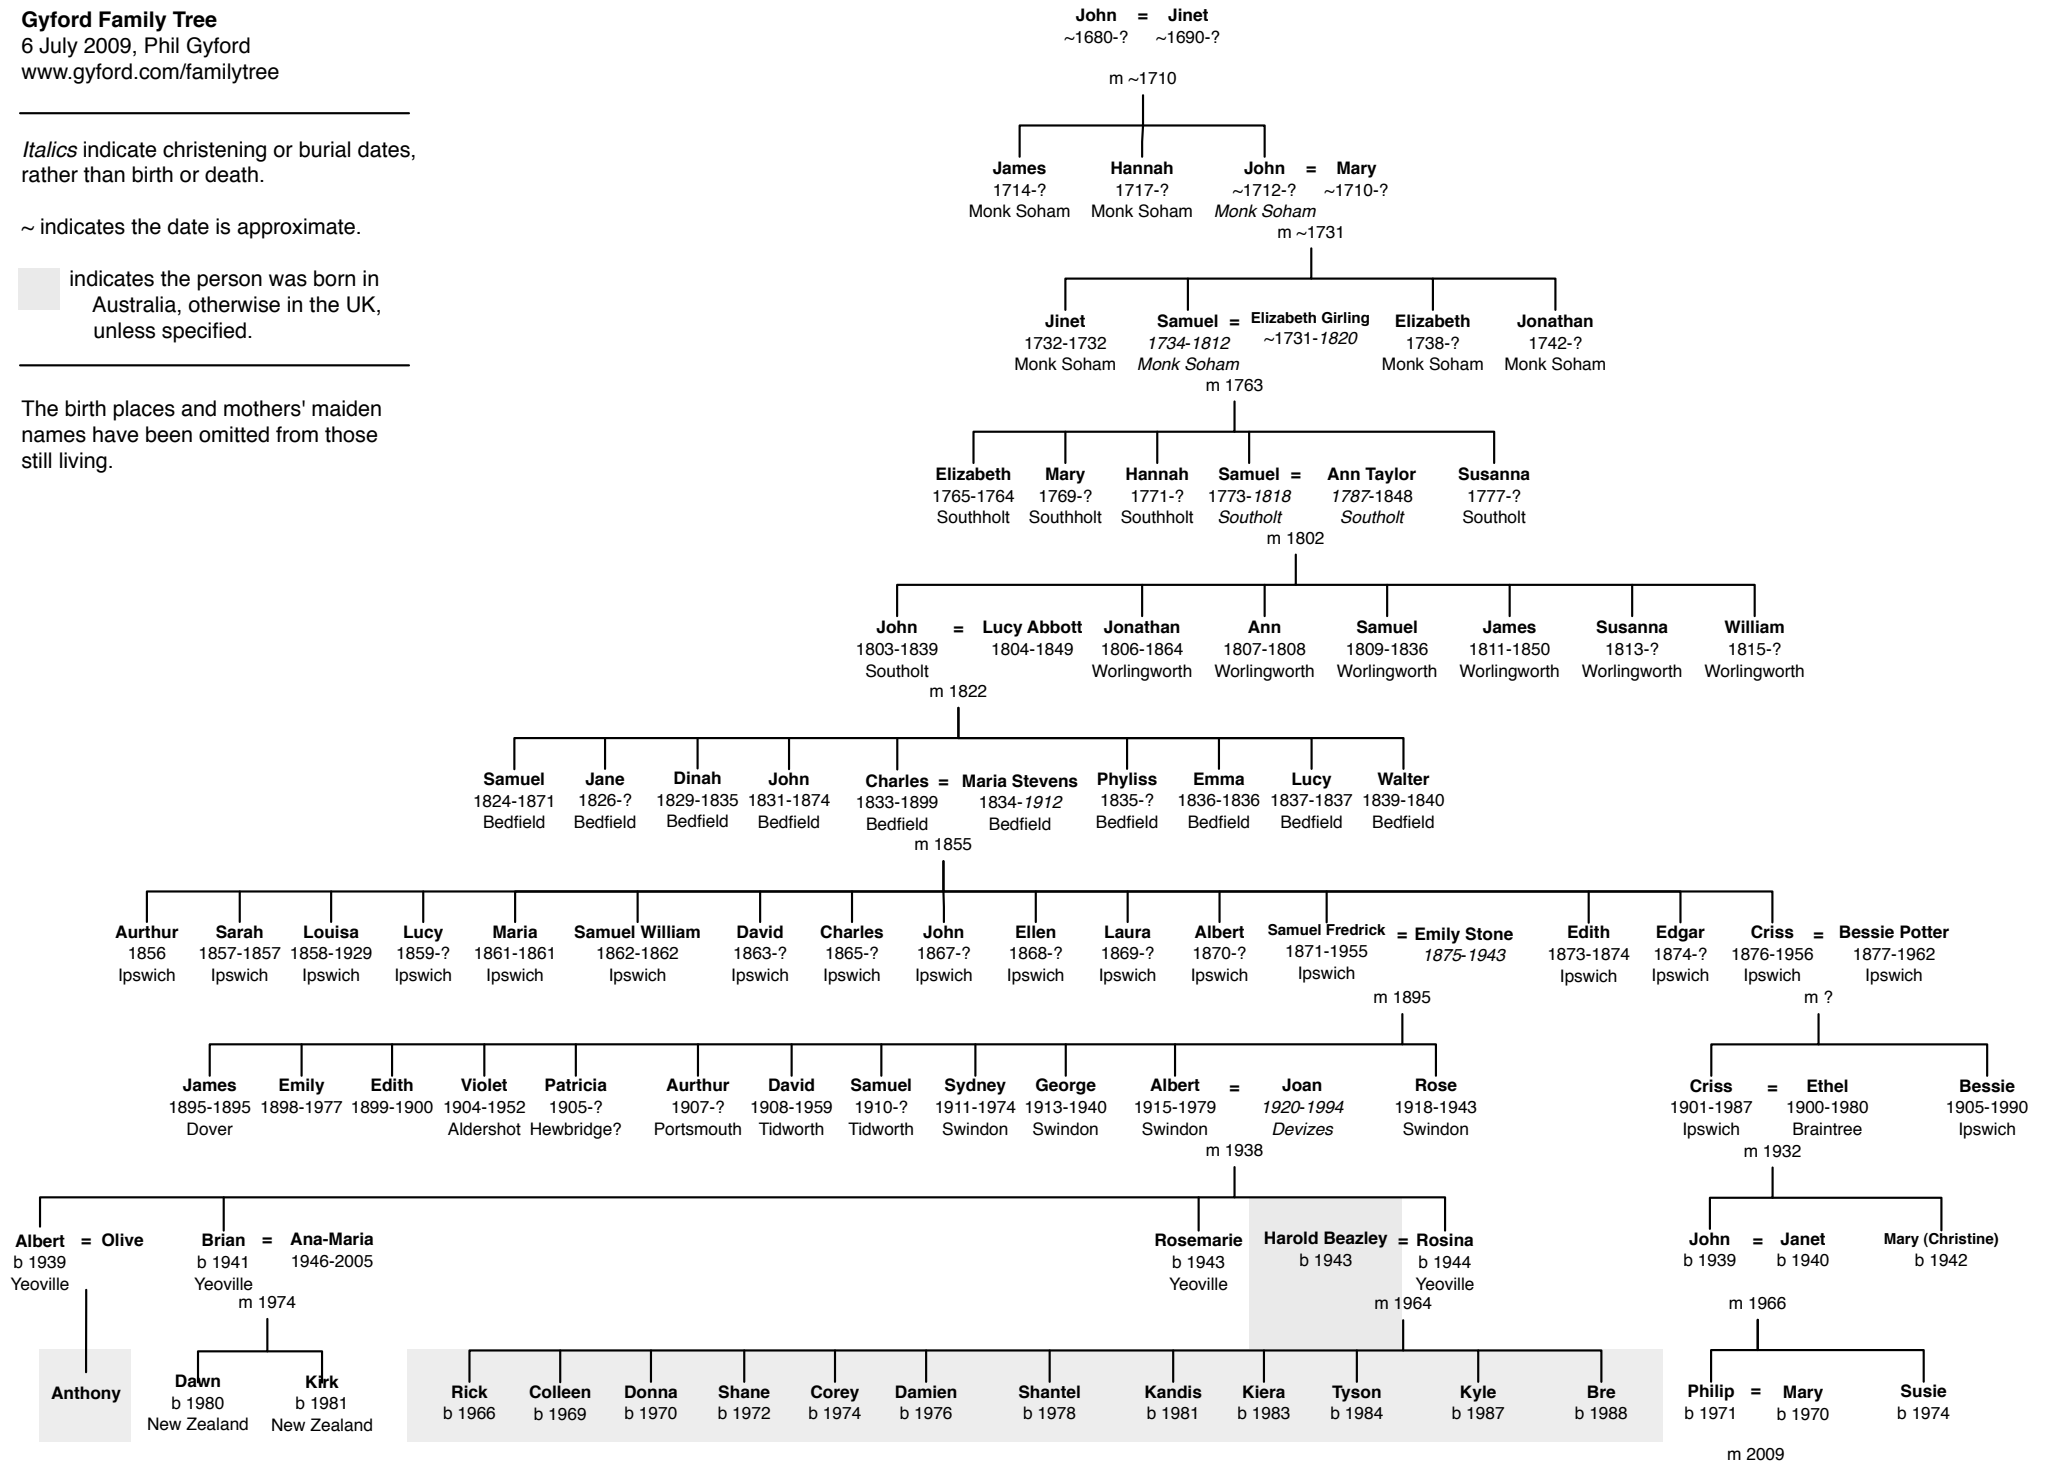 Gyford Family Tree
6 July 2009, Phil Gyford
www.gyford.com/familytree
Italics indicate christening or burial dates,
rather than birth or death.
~ indicates the date is approximate.
indicates the person was born in
Australia, otherwise in the UK,
unless specified.
The birth places and mothers' maiden
names have been omitted from those
still living.
John = Jinet
~1680-? ~1690-?
m ~1710
James Hannah John = Mary
1714-? 1717-? ~1712-? ~1710-?
Monk Soham Monk Soham Monk Soham
m ~1731
Jinet Samuel = Elizabeth Girling Elizabeth Jonathan
1732-1732 1734-1812 ~1731-1820 1738-? 1742-?
Monk Soham Monk Soham Monk Soham Monk Soham
m 1763
Elizabeth Mary Hannah Samuel = Ann Taylor Susanna
1765-1764 1769-? 1771-? 1773-1818 1787-1848 1777-?
Southholt Southholt Southholt Southolt Southolt Southolt
m 1802
John = Lucy Abbott Jonathan Ann Samuel James Susanna William
1803-1839 1804-1849 1806-1864 1807-1808 1809-1836 1811-1850 1813-? 1815-?
Southolt Worlingworth Worlingworth Worlingworth Worlingworth Worlingworth Worlingworth
m 1822
Samuel Jane Dinah John Charles = Maria Stevens Phyliss Emma Lucy Walter
1824-1871 1826-? 1829-1835 1831-1874 1833-1899 1834-1912 1835-? 1836-1836 1837-1837 1839-1840
Bedfield Bedfield Bedfield Bedfield Bedfield Bedfield Bedfield Bedfield Bedfield Bedfield
m 1855
Aurthur Sarah Louisa Lucy Maria Samuel William David Charles John Ellen Laura Albert Samuel Fredrick = Emily Stone Edith Edgar Criss = Bessie Potter
1856 1857-1857 1858-1929 1859-? 1861-1861 1862-1862 1863-? 1865-? 1867-? 1868-? 1869-? 1870-? 1871-1955 1875-1943 1873-1874 1874-? 1876-1956 1877-1962
Ipswich Ipswich Ipswich Ipswich Ipswich Ipswich Ipswich Ipswich Ipswich Ipswich Ipswich Ipswich Ipswich Ipswich Ipswich Ipswich Ipswich
m 1895 m ?
James Emily Edith Violet Patricia Aurthur David Samuel Sydney George Albert = Joan Rose Criss = Ethel Bessie
1895-1895 1898-1977 1899-1900 1904-1952 1905-? 1907-? 1908-1959 1910-? 1911-1974 1913-1940 1915-1979 1920-1994 1918-1943 1901-1987 1900-1980 1905-1990
Dover Aldershot Hewbridge? Portsmouth Tidworth Tidworth Swindon Swindon Swindon Devizes Swindon Ipswich Braintree Ipswich
m 1938 m 1932
Albert = Olive Brian = Ana-Maria Rosemarie Harold Beazley = Rosina John = Janet Mary (Christine)
b 1939 b 1941 1946-2005 b 1943 b 1943 b 1944 b 1939 b 1940 b 1942
Yeoville Yeoville Yeoville Yeoville
m 1974 m 1964 m 1966
Anthony Dawn Kirk Rick Colleen Donna Shane Corey Damien Shantel Kandis Kiera Tyson Kyle Bre Philip = Mary Susie
b 1980 b 1981 b 1966 b 1969 b 1970 b 1972 b 1974 b 1976 b 1978 b 1981 b 1983 b 1984 b 1987 b 1988 b 1971 b 1970 b 1974
New Zealand New Zealand
m 2009